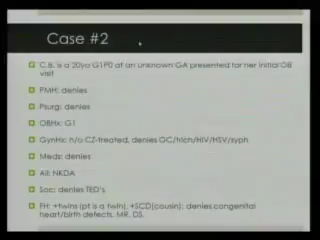 Case #2
C.B. is a 20yo G1P0 at an unknown GA presented for her initial OB
visit
PMH: denies
Psurg: denies
OBHx: G1
GynHx: h/o CZ-treated, denies GC/trich/HIV/HSV/syph
Meds: denies
All: NKDA
Soc: denies TED's
FH: +twins (pt is a twin), +SCD(cousin); denies congenital
heart/birth defects, MR, DS.